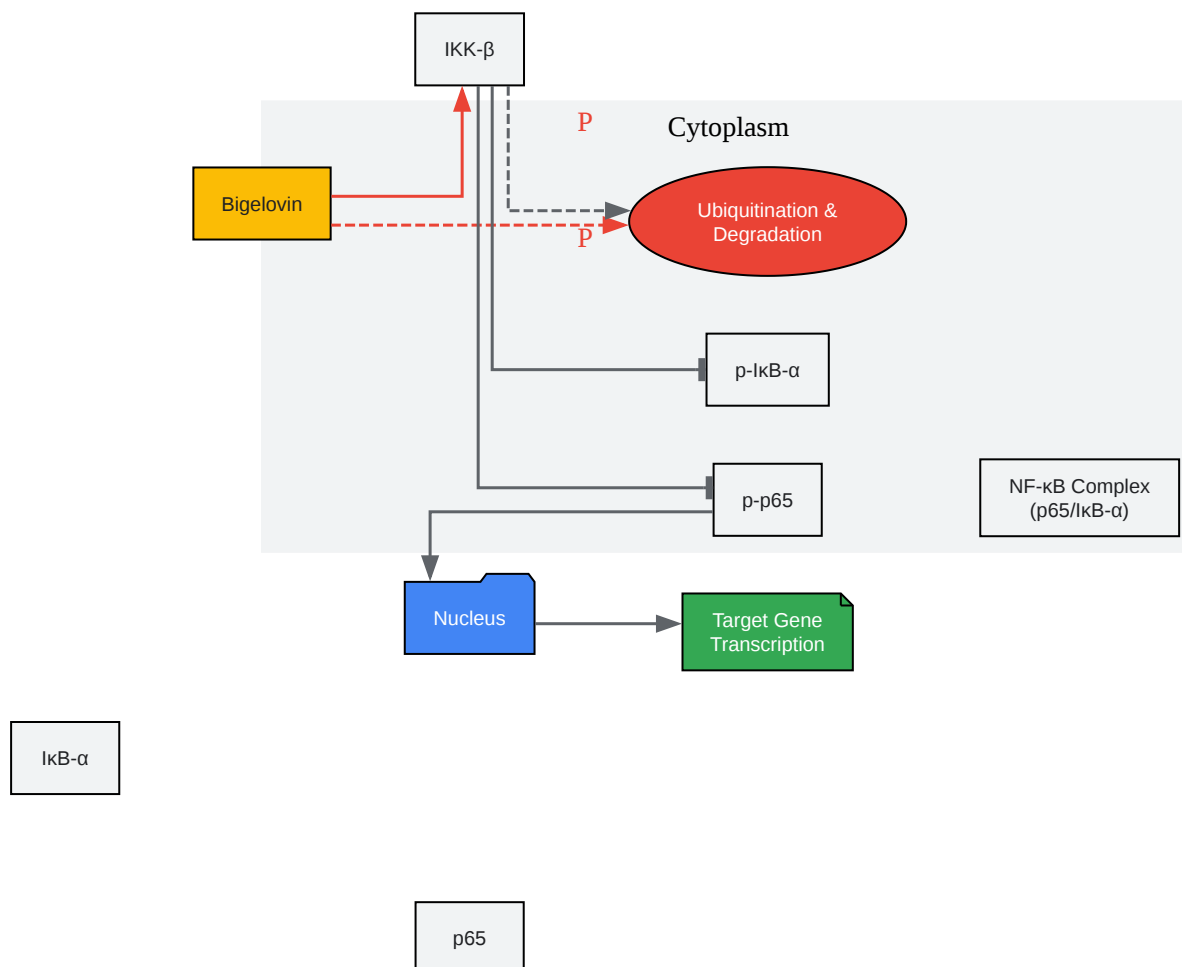 IKK-β
P
Cytoplasm
Bigelovin
Ubiquitination &
Degradation
P
p-IκB-α
p-p65
NF-κB Complex
(p65/IκB-α)
Nucleus
Target Gene
Transcription
IκB-α
p65